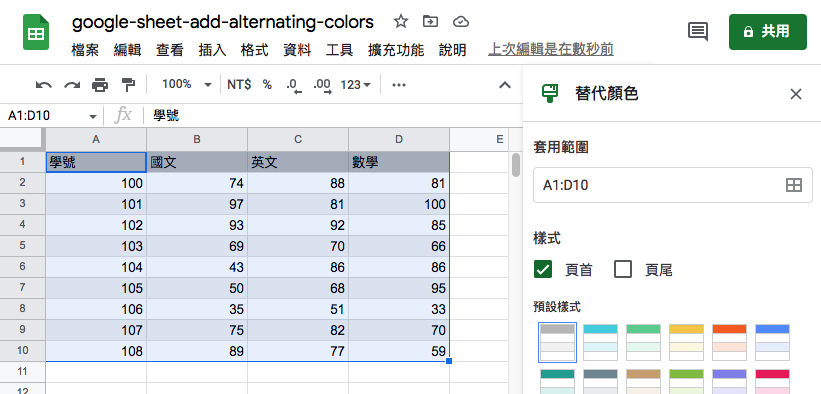 google-sheet-add-alternating-colors
檔案 編輯 查看 插入 格式 資料 工具 擴充功能 說明 上次編輯是在數秒前
共用
100% NT$ % .0 .00 123
A1:D10 fx 學號
A B C D E
1 學號 國文 英文 數學
2 100 74 88 81
3 101 97 81 100
4 102 93 92 85
5 103 69 70 66
6 104 43 86 86
7 105 50 68 95
8 106 35 51 33
9 107 75 82 70
10 108 89 77 59
11
12
替代顏色
套用範圍
A1:D10
樣式
頁首 頁尾
預設樣式